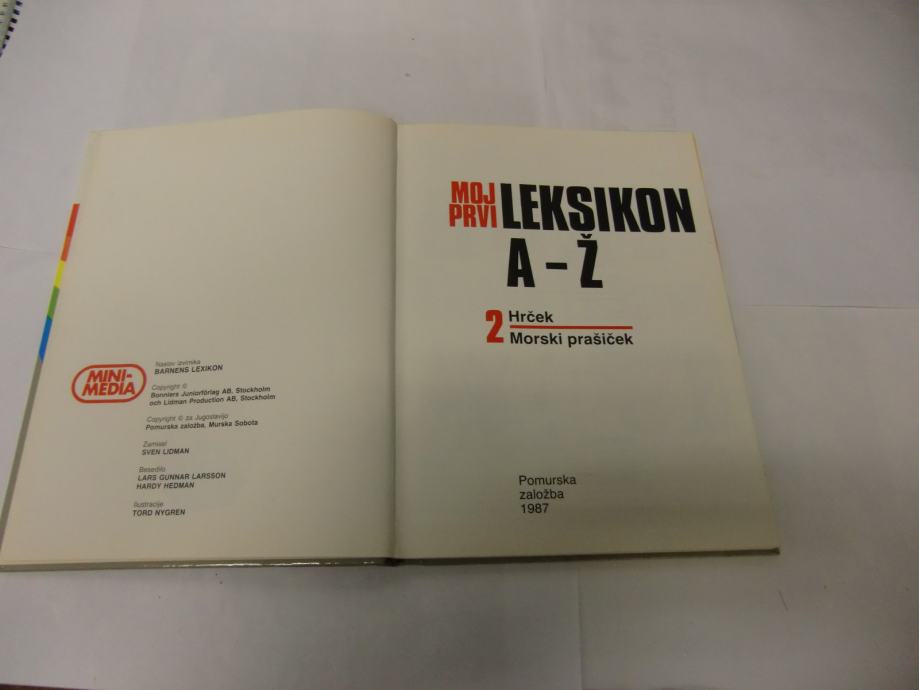 MINI-
MEDIA
Naslov izvirnika
BARNENS LEXIKON
Copyright ©
Bonniers Juniorförlag AB, Stockholm
och Lidman Production AB, Stockholm
Copyright © za Jugoslavijo
Pomurska založba, Murska Sobota
Zamisel
SVEN LIDMAN
Besedilo
LARS GUNNAR LARSSON
HARDY HEDMAN
Ilustracije
TORD NYGREN
MOJ
PRVI LEKSIKON
A – Ž
2 Hrček
Morski prašiček
Pomurska
založba
1987